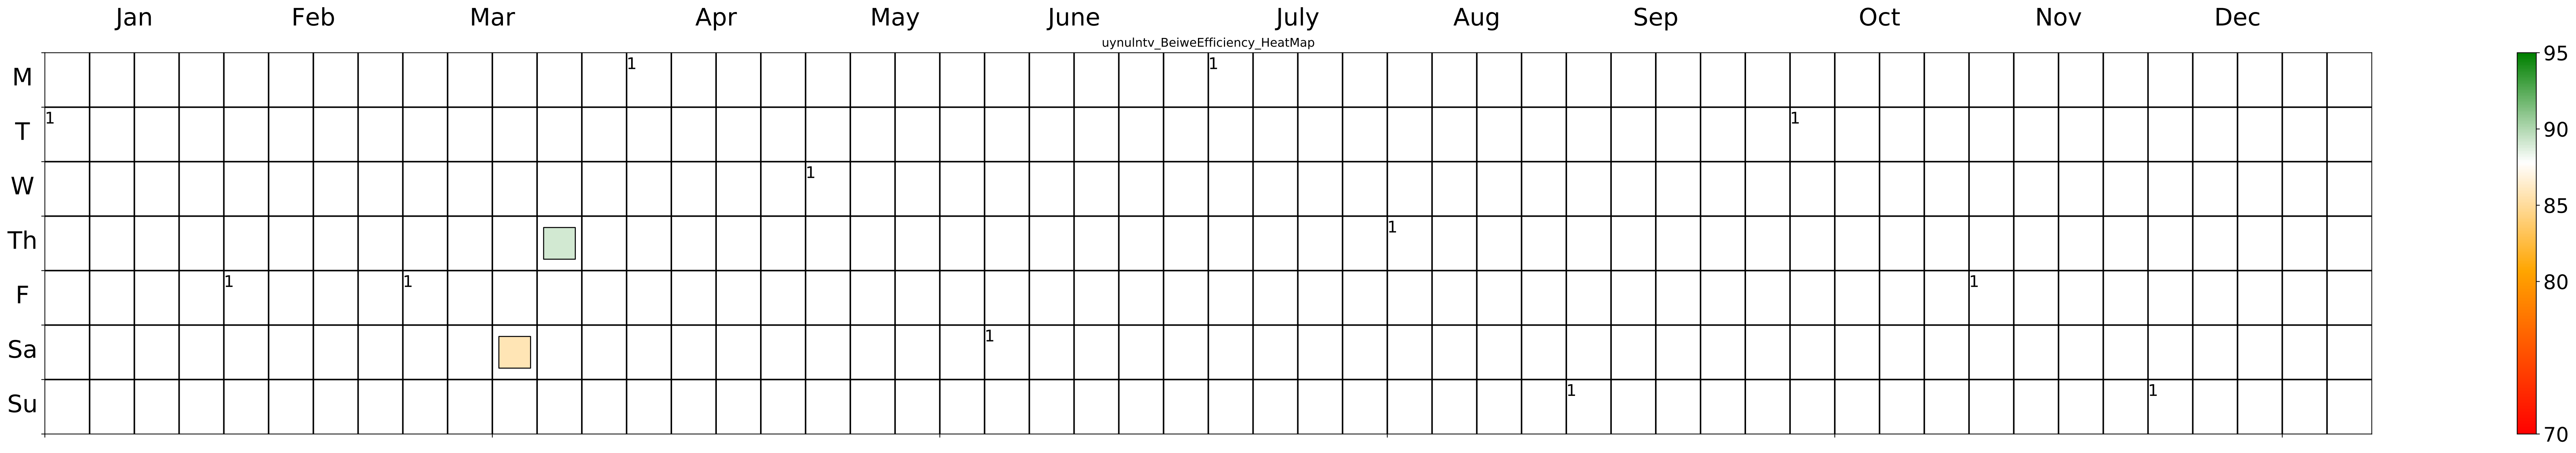 Jan Feb Mar Apr May June July Aug Sep Oct Nov Dec
uynulntv_BeiweEfficiency_HeatMap
M 1 1
T 1 1
W 1
Th 1
F 1 1 1
Sa 1
Su 1 1
95
90
85
80
70